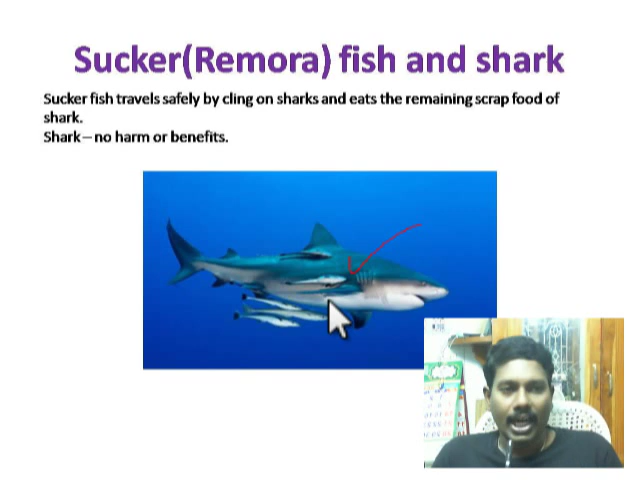 Sucker(Remora) fish and shark
Sucker fish travels safely by cling on sharks and eats the remaining scrap food of
shark.
Shark – no harm or benefits.